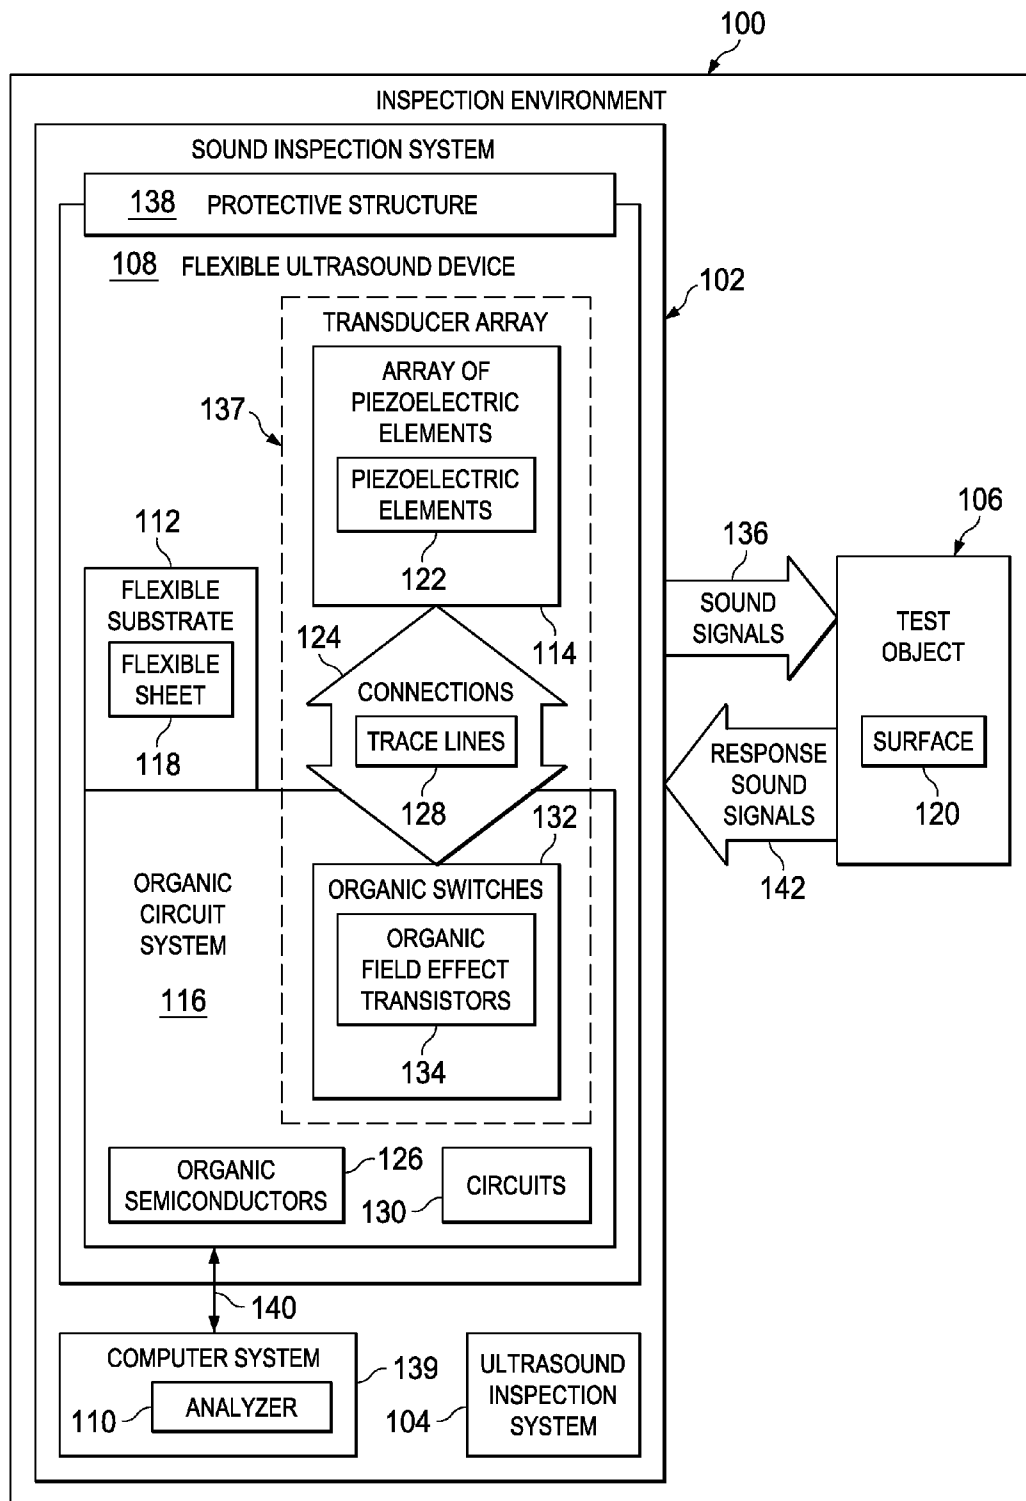 100
INSPECTION ENVIRONMENT
SOUND INSPECTION SYSTEM
138 PROTECTIVE STRUCTURE
108 FLEXIBLE ULTRASOUND DEVICE
102
TRANSDUCER ARRAY
137
ARRAY OF
PIEZOELECTRIC
ELEMENTS
PIEZOELECTRIC
ELEMENTS
122
114
112
FLEXIBLE
SUBSTRATE
FLEXIBLE
SHEET
118
124
CONNECTIONS
TRACE LINES
128
136
SOUND
SIGNALS
106
TEST
OBJECT
SURFACE
120
RESPONSE
SOUND
SIGNALS
142
132
ORGANIC SWITCHES
ORGANIC
FIELD EFFECT
TRANSISTORS
134
ORGANIC
CIRCUIT
SYSTEM
116
ORGANIC
SEMICONDUCTORS
126
CIRCUITS
130
140
COMPUTER SYSTEM
139
ANALYZER
110
ULTRASOUND
INSPECTION
SYSTEM
104